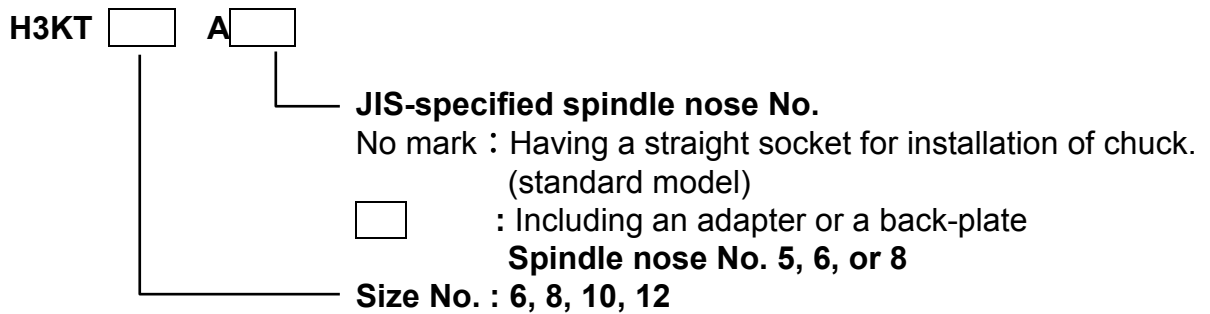 H3KT A
JIS-specified spindle nose No.
No mark：Having a straight socket for installation of chuck.
(standard model)
: Including an adapter or a back-plate
Spindle nose No. 5, 6, or 8
Size No. : 6, 8, 10, 12